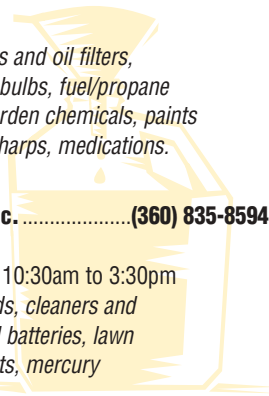 s and oil filters,
bulbs, fuel/propane
rden chemicals, paints
harps, medications.
c. ....................(360) 835-8594
10:30am to 3:30pm
ds, cleaners and
d batteries, lawn
ts, mercury